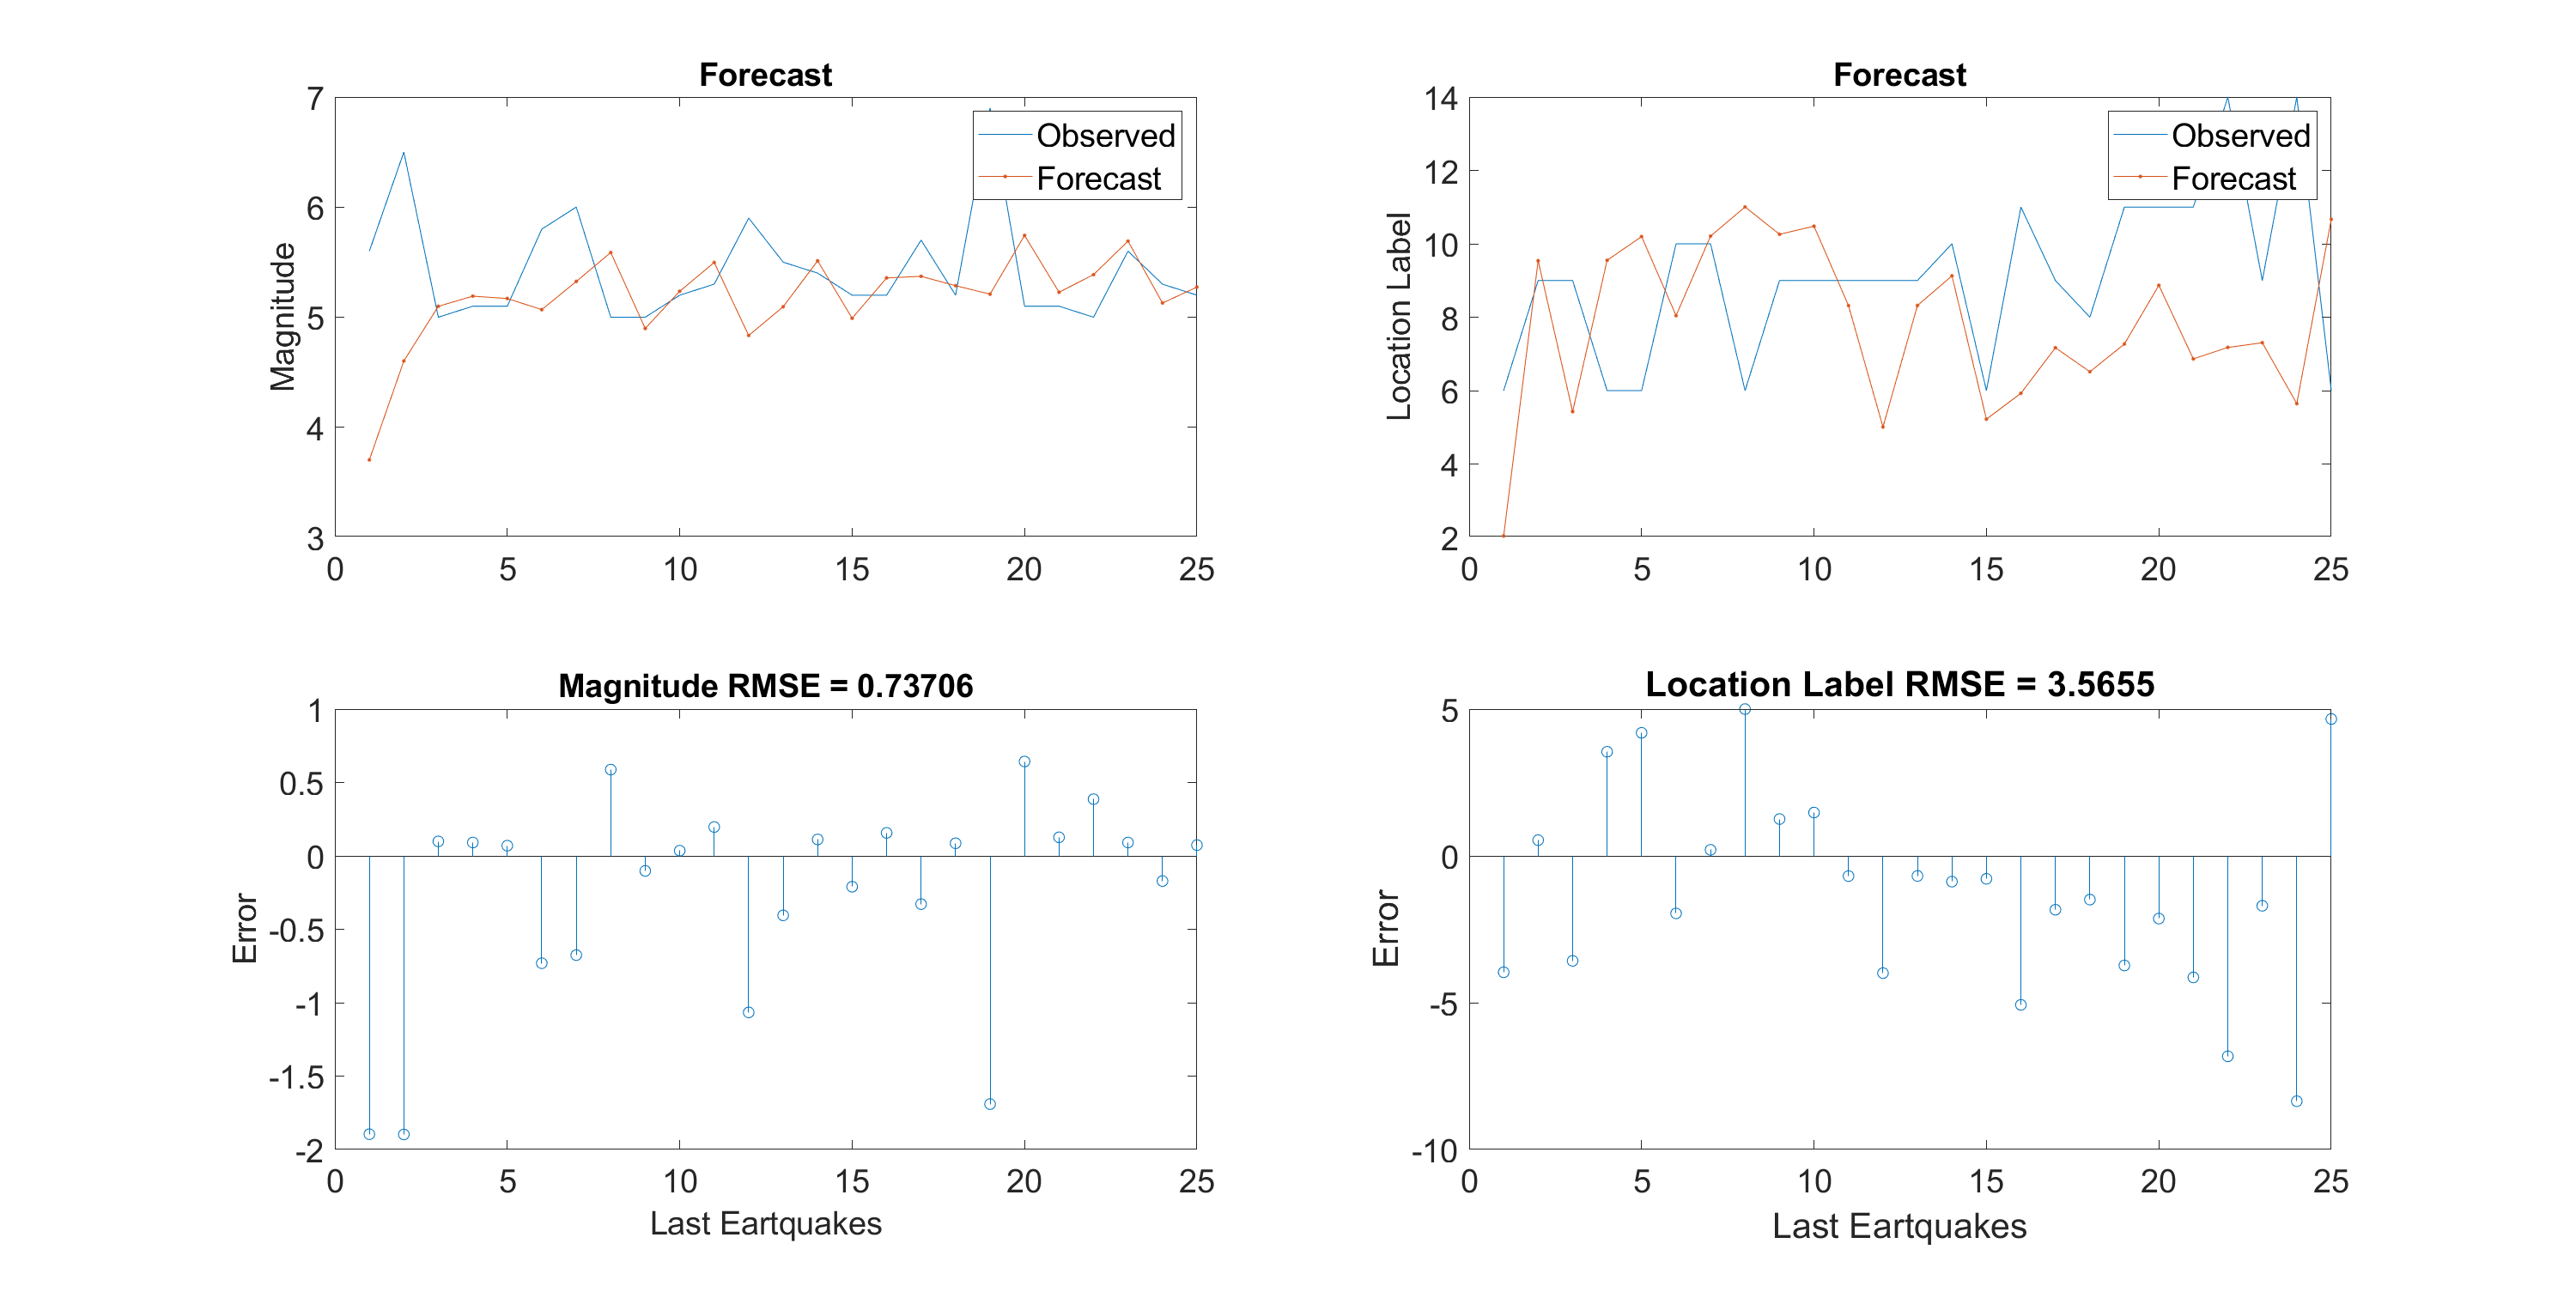 Forecast
7
6
5
4
3
Magnitude
Observed
Forecast
0 5 10 15 20 25
Forecast
14
12
10
8
6
4
2
Location Label
Observed
Forecast
0 5 10 15 20 25
Magnitude RMSE = 0.73706
1
0.5
0
-0.5
-1
-1.5
-2
Error
0 5 10 15 20 25
Last Eartquakes
Location Label RMSE = 3.5655
5
0
-5
-10
Error
0 5 10 15 20 25
Last Eartquakes